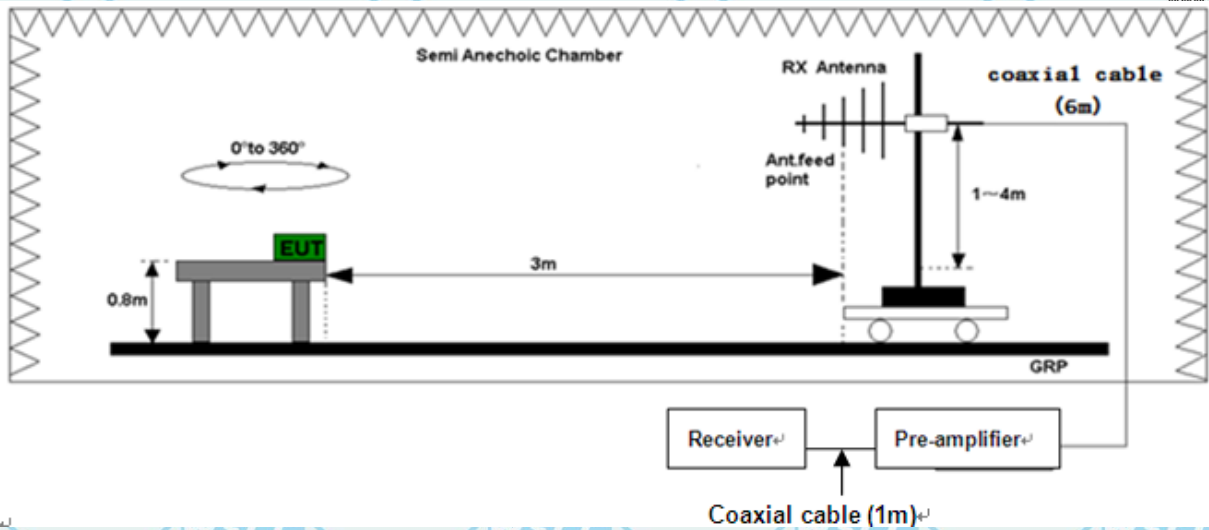 Semi Anechoic Chamber
RX Antenna
coaxial cable
(6m)
0°to 360°
Ant.feed
point
1~4m
EUT
3m
0.8m
GRP
Receiver↵
Pre-amplifier↵
Coaxial cable (1m)↵
↵